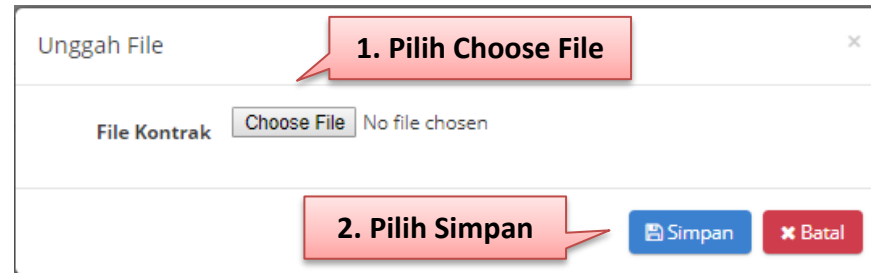 Unggah File
1. Pilih Choose File
×
File Kontrak
Choose File No file chosen
2. Pilih Simpan
Simpan
Batal